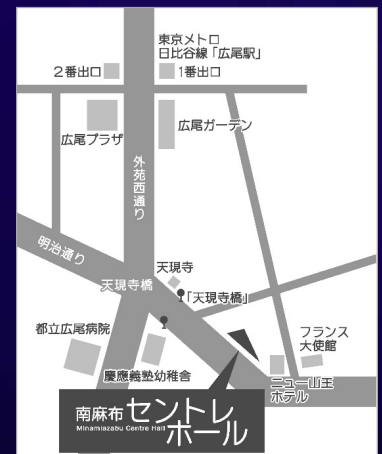 東京メトロ
日比谷線「広尾駅」
2番出口
1番出口
広尾プラザ
広尾ガーデン
外苑西通り
明治通り
天現寺
天現寺橋
「天現寺橋」
都立広尾病院
慶應義塾幼稚舎
フランス
大使館
ニュー山王
ホテル
南麻布セントレ
Minamiazabu Centre Hall
ホール